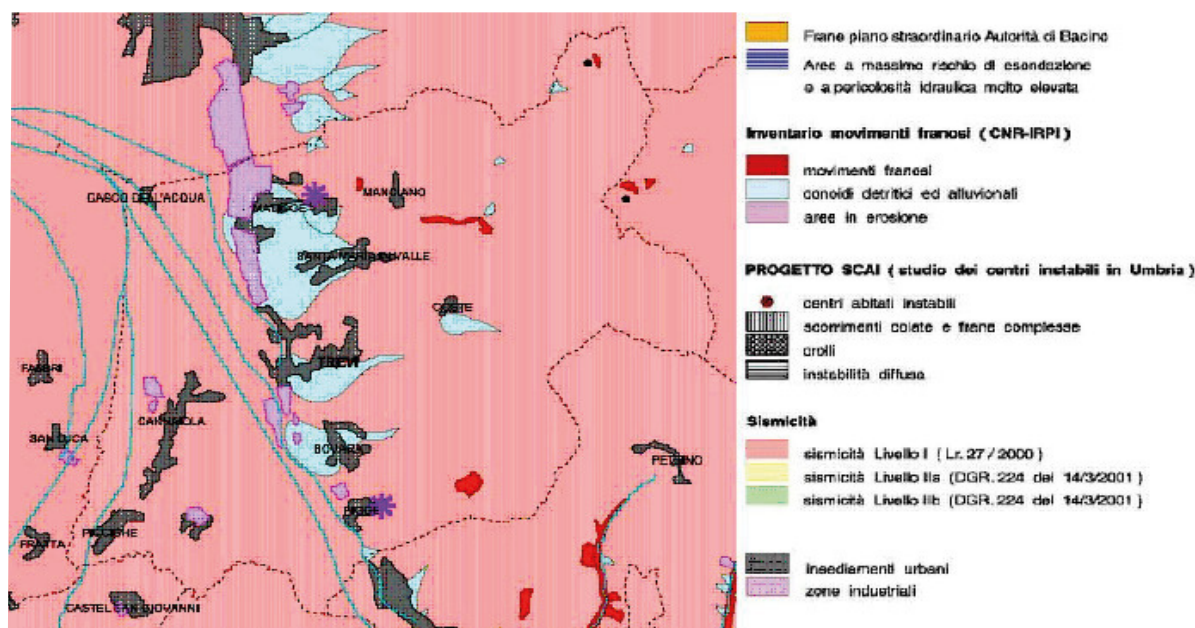 Frane piano straordinario Autorità di Bacino
Aree a massimo rischio di esondazione
e a pericolosità idraulica molto elevata
Inventario movimenti franosi (CNR-IRPI)
movimenti franosi
conoidi detritici ed alluvionali
aree in erosione
PROGETTO SCAI (studio dei centri instabili in Umbria)
centri abitati instabili
scorrimenti colate e frane complesse
crolli
instabilità diffusa
Sismicità
sismicità Livello I (Lr. 27/2000)
sismicità Livello IIa (DGR. 224 del 14/3/2001)
sismicità Livello IIb (DGR. 224 del 14/3/2001)
insediamenti urbani
zone industriali
CASCO DELL'ACQUA
MANCIANO
SANTA MARIA IN VALLE
COSTE
TREVI
FABBRI
CANNAIOLA
SAN LUCA
BOVARA
PIGGE
FRATTA
PICCICHE
CASTEL SAN GIOVANNI